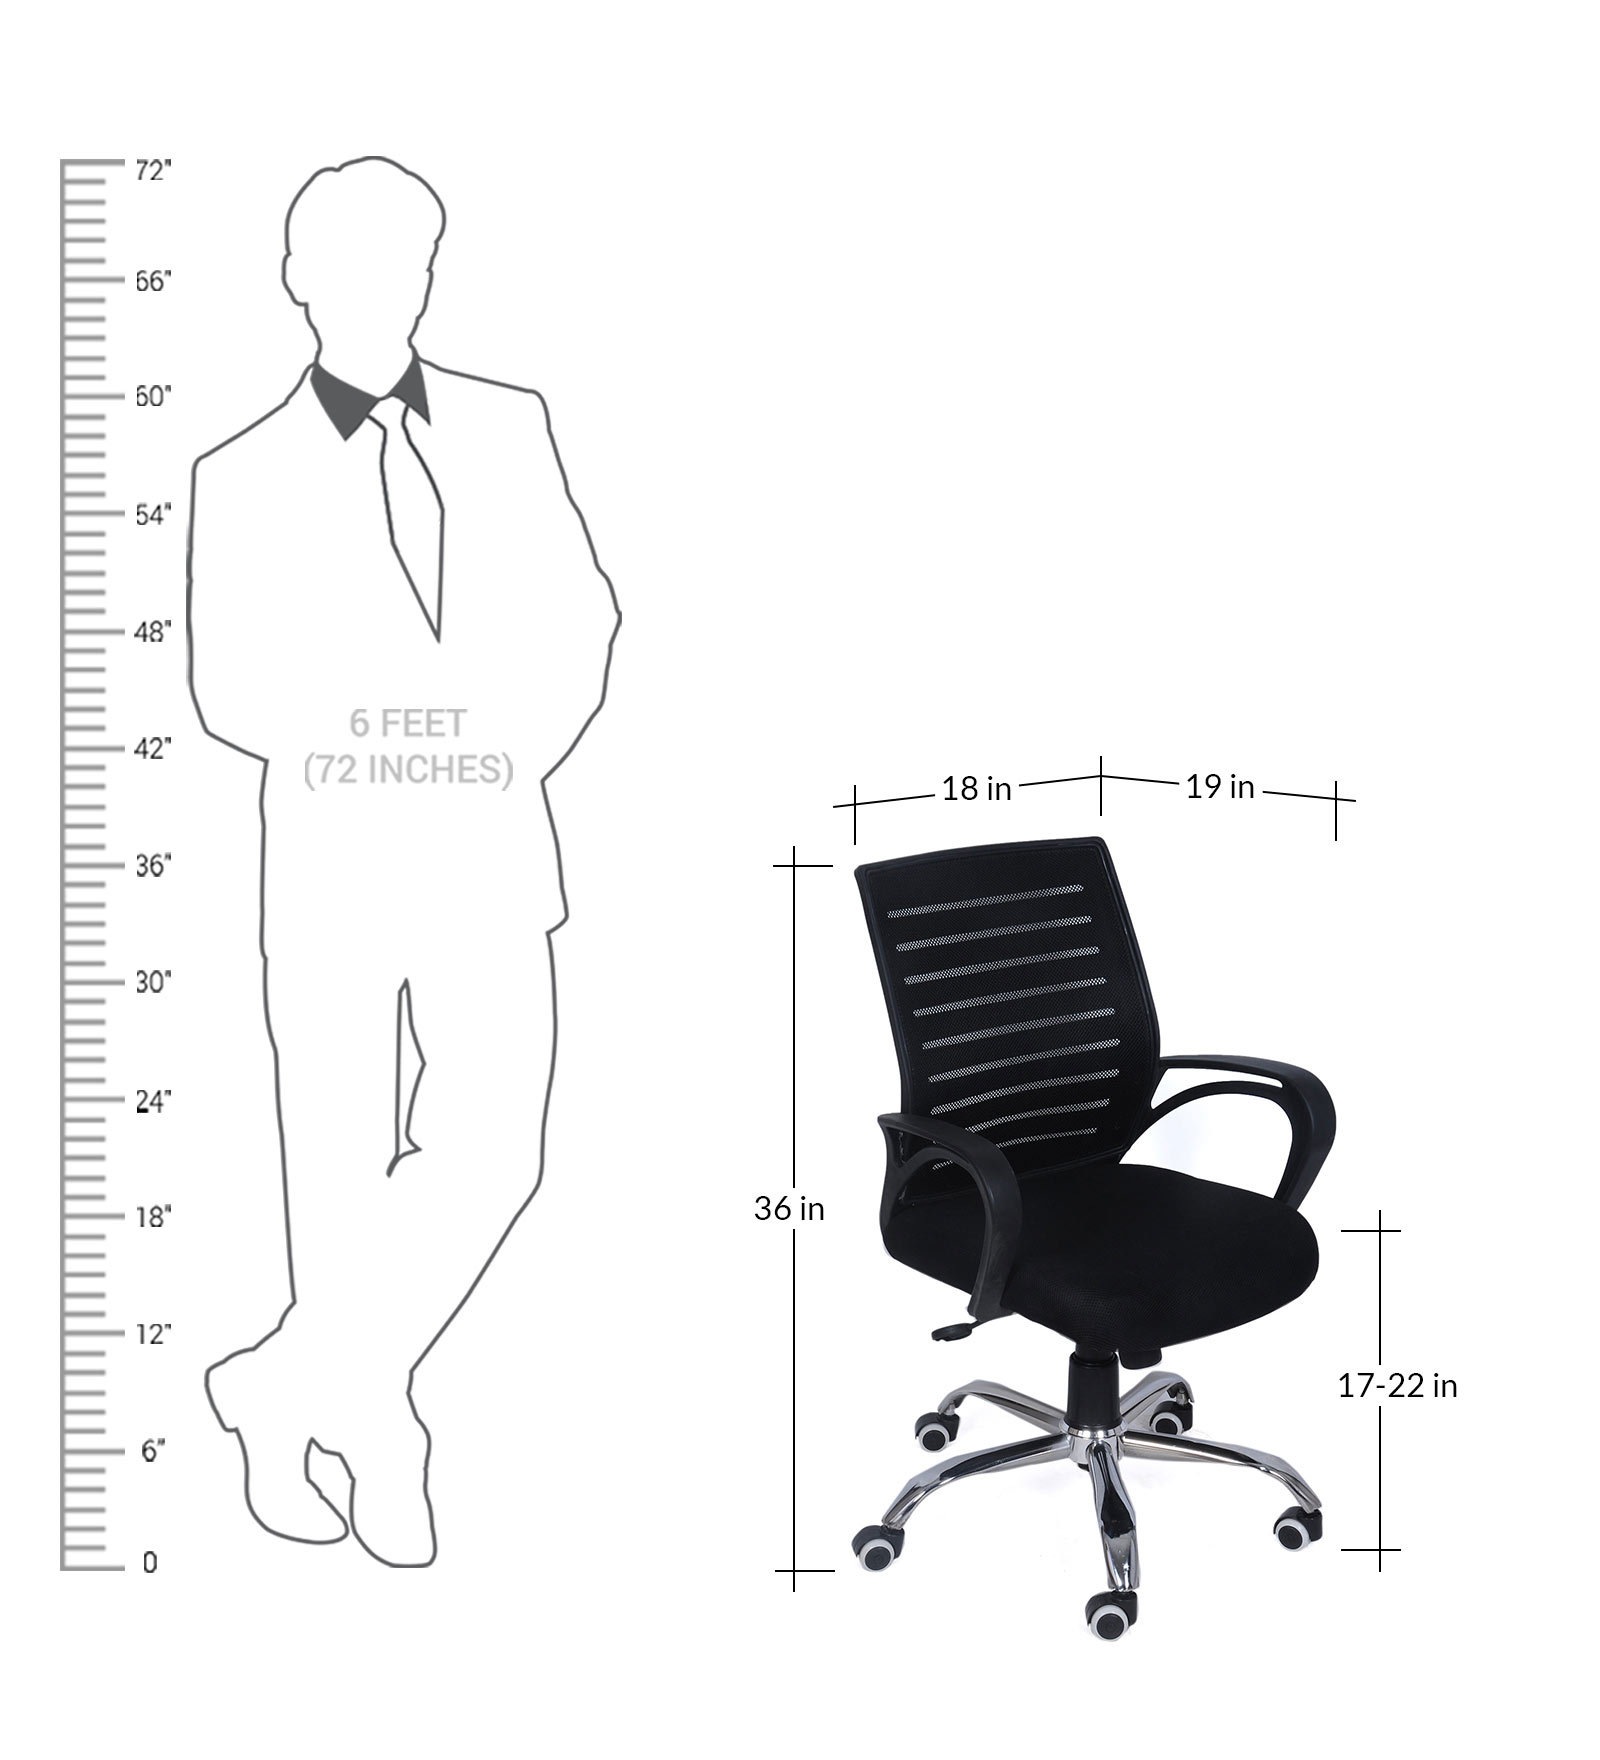 72"
66"
60"
54"
48"
42"
36"
30"
24"
18"
12"
6"
0
6 FEET
(72 INCHES)
18 in
19 in
36 in
17-22 in